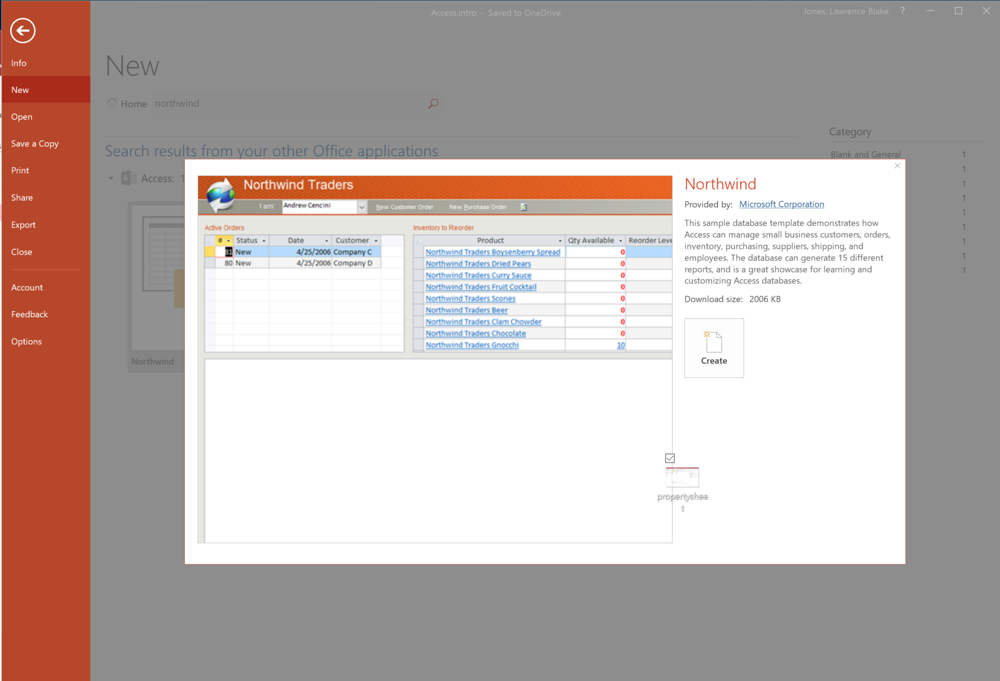 Access.intro - Saved to OneDrive
Jones, Lawrence Blake ?
Info
New
Open
Save a Copy
Print
Share
Export
Close
Account
Feedback
Options
New
Home northwind
Search results from your other Office applications
Access: 1
Northwind
Category
Blank and General 1
1
1
1
1
1
1
1
1
Northwind Traders
I am: Andrew Cencini New Customer Order New Purchase Order
Active Orders
# Status Date Customer
81 New 4/25/2006 Company C
80 New 4/25/2006 Company D
Inventory to Reorder
Product Qty Available Reorder Leve
Northwind Traders Boysenberry Spread 0
Northwind Traders Dried Pears 0
Northwind Traders Curry Sauce 0
Northwind Traders Fruit Cocktail 0
Northwind Traders Scones 0
Northwind Traders Beer 0
Northwind Traders Clam Chowder 0
Northwind Traders Chocolate 0
Northwind Traders Gnocchi 10
Northwind
Provided by: Microsoft Corporation
This sample database template demonstrates how
Access can manage small business customers, orders,
inventory, purchasing, suppliers, shipping, and
employees. The database can generate 15 different
reports, and is a great showcase for learning and
customizing Access databases.
Download size: 2006 KB
Create
propertyshee
t